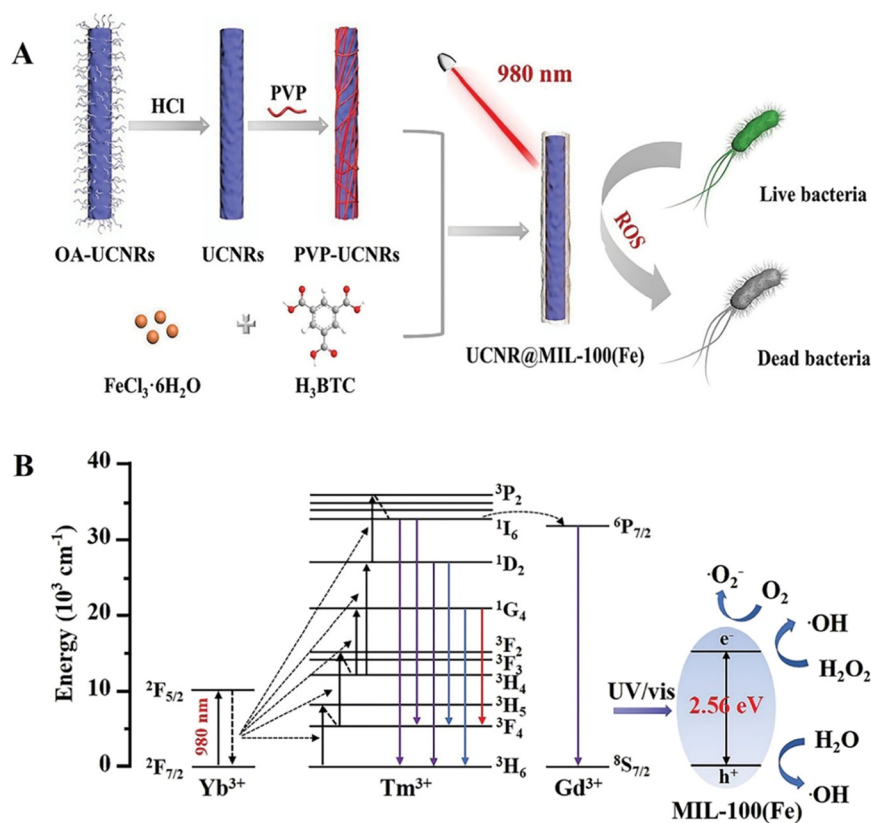 A
HCl
PVP
980 nm
OA-UCNRs
UCNRs
PVP-UCNRs
ROS
Live bacteria
FeCl₃·6H₂O
+
H₃BTC
UCNR@MIL-100(Fe)
Dead bacteria
B
Energy (10³ cm⁻¹)
40
30
20
10
0
²F₅/₂
²F₇/₂
980 nm
Yb³⁺
³P₂
¹I₆
¹D₂
¹G₄
³F₂
³F₃
³H₄
³H₅
³F₄
³H₆
Tm³⁺
⁶P₇/₂
⁸S₇/₂
Gd³⁺
UV/vis
·O₂⁻
O₂
·OH
e⁻
H₂O₂
2.56 eV
H₂O
h⁺
·OH
MIL-100(Fe)